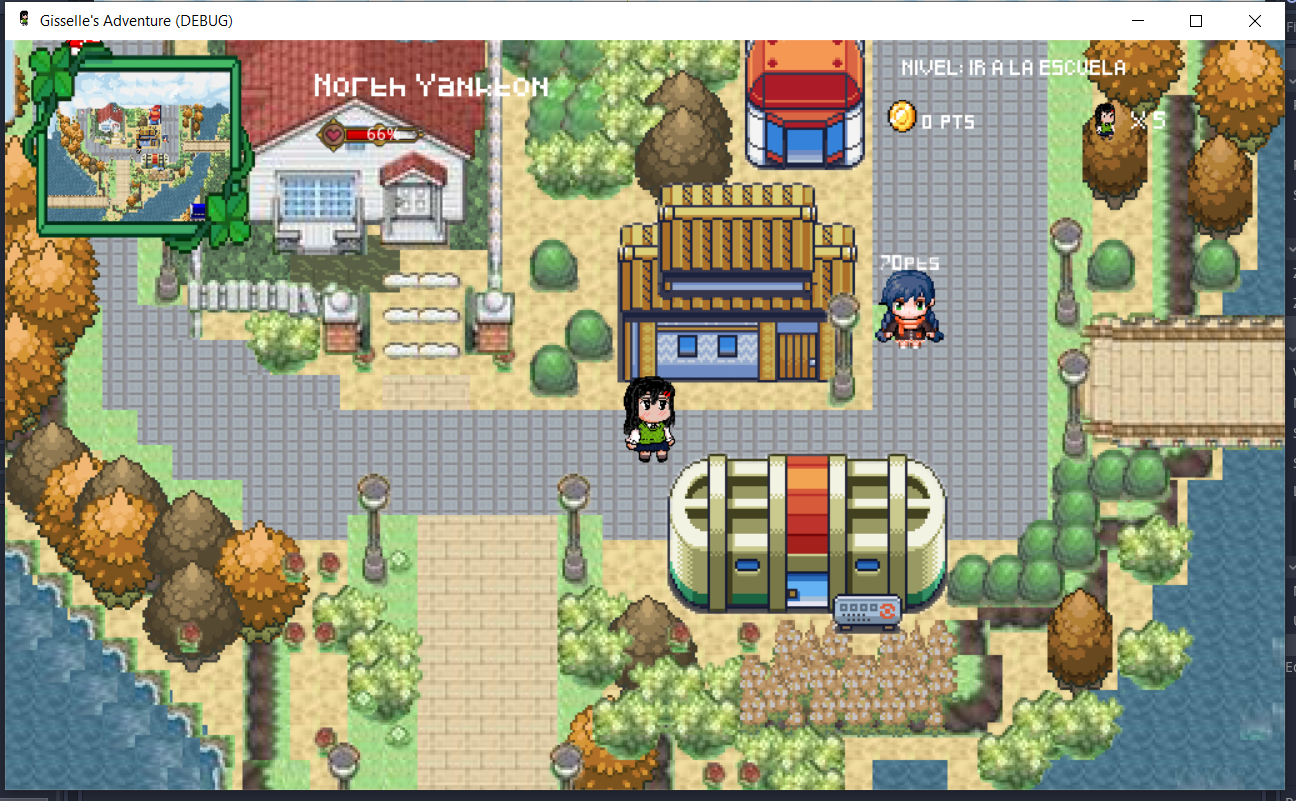 Gisselle's Adventure (DEBUG)
North Yankton
NIVEL: IR A LA ESCUELA
66%
0 PTS
X 5
70pts